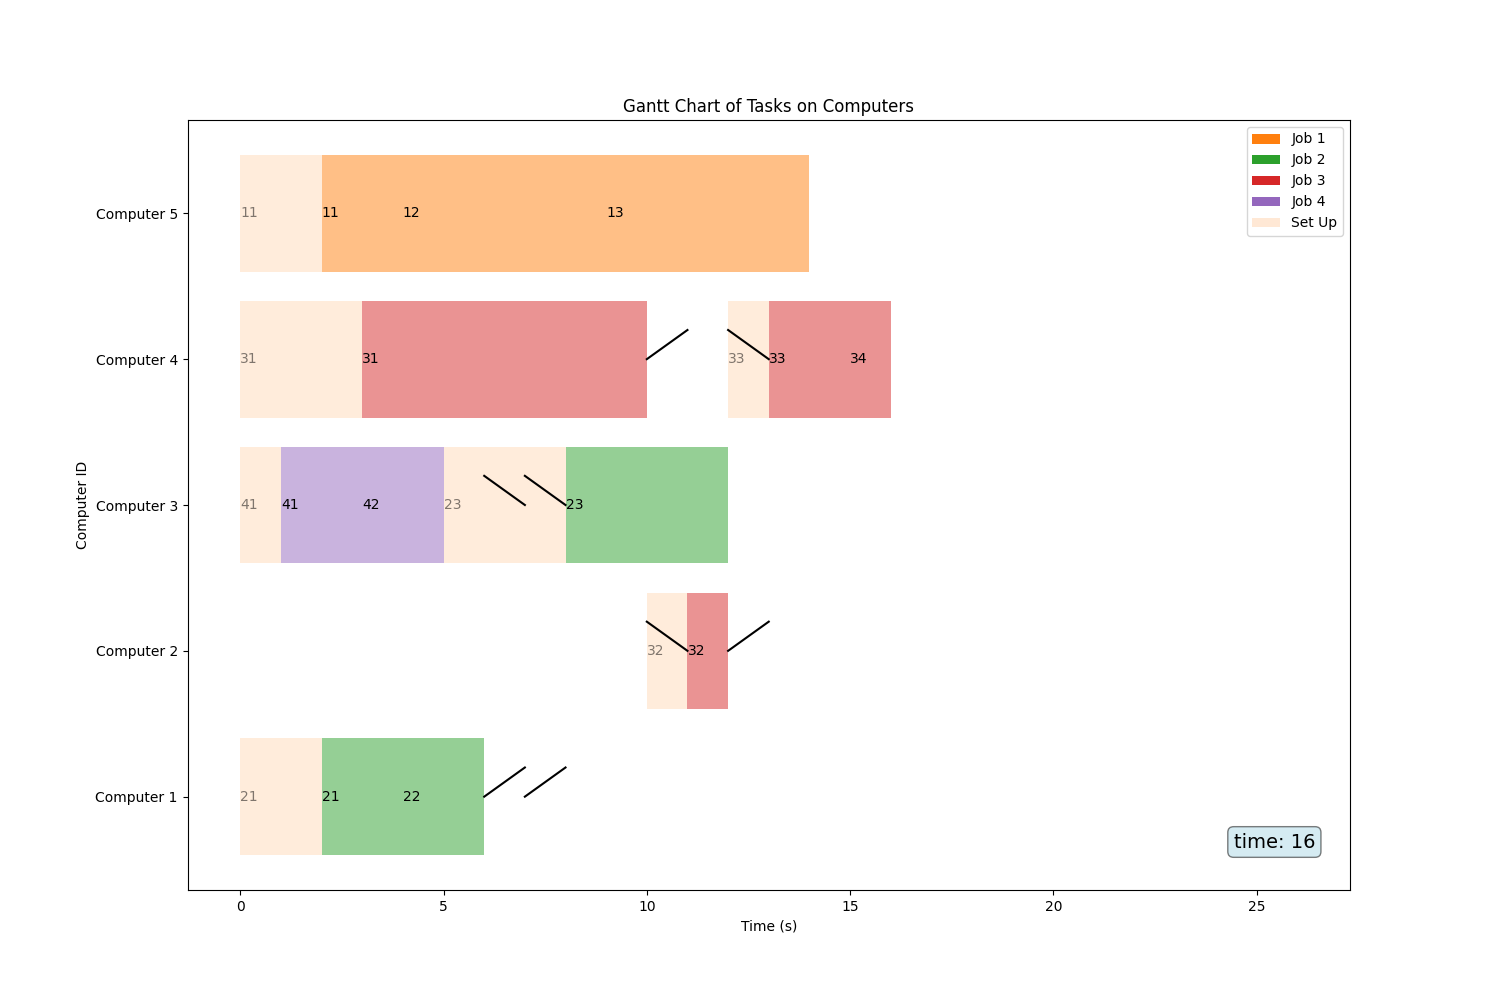 Gantt Chart of Tasks on Computers
Job 1
Job 2
Job 3
Job 4
Set Up
Computer 5
11 11 12 13
Computer 4
31 31 33 33 34
Computer 3
41 41 42 23 23
Computer 2
32 32
Computer 1
21 21 22
Computer ID
time: 16
0 5 10 15 20 25
Time (s)